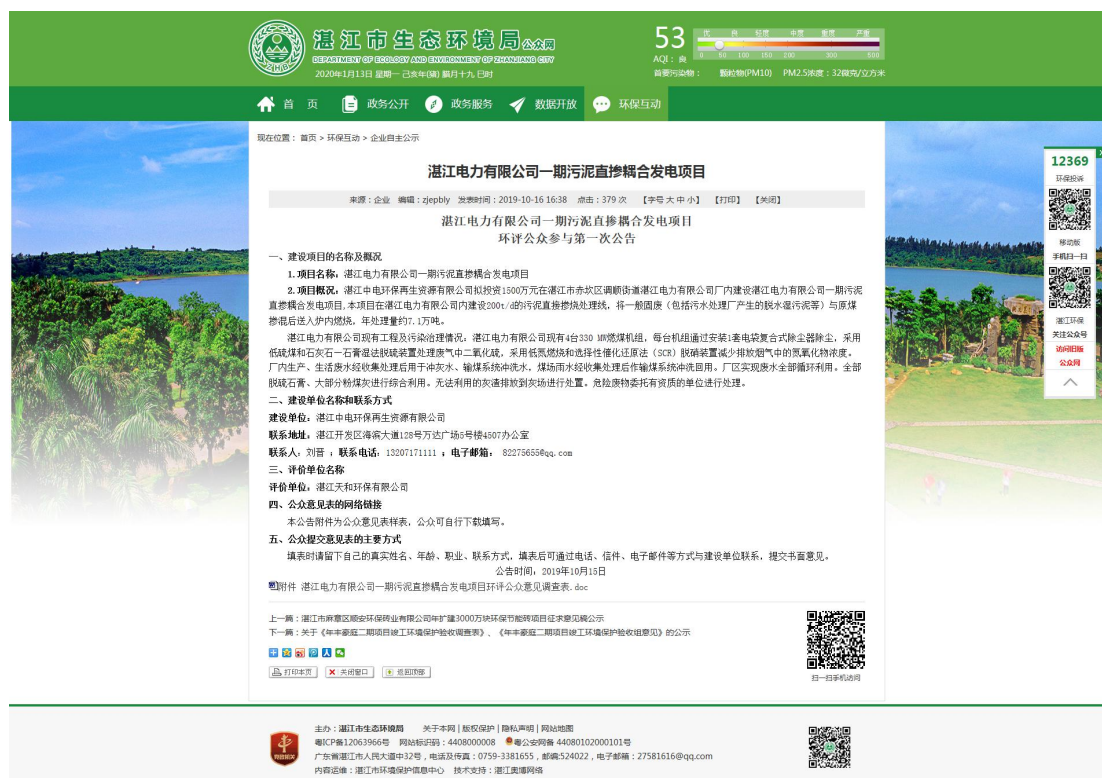 湛江市生态环境局公众网
DEPARTMENT OF ECOLOGY AND ENVIRONMENT OF ZHANJIANG CITY
2020年1月13日 星期一 己亥年(猪) 腊月十九 巳时
53
AQI：良
优 良 轻度 中度 重度 严重
0 50 100 150 200 300 500
首要污染物： 颗粒物(PM10) PM2.5浓度：32微克/立方米
首 页 政务公开 政务服务 数据开放 环保互动
现在位置： 首页 > 环保互动 > 企业自主公示
湛江电力有限公司一期污泥直掺耦合发电项目
来源：企业 编辑：zjepbly 发表时间：2019-10-16 16:38 点击：379 次 【字号 大 中 小】 【打印】 【关闭】
湛江电力有限公司一期污泥直掺耦合发电项目
环评公众参与第一次公告
一、建设项目的名称及概况
1.项目名称：湛江电力有限公司一期污泥直掺耦合发电项目
2.项目概况：湛江中电环保再生资源有限公司拟投资1500万元在湛江市赤坎区调顺街道湛江电力有限公司厂内建设湛江电力有限公司一期污泥
直掺耦合发电项目,本项目在湛江电力有限公司内建设200t/d的污泥直接掺烧处理线，将一般固废（包括污水处理厂产生的脱水湿污泥等）与原煤
掺混后送入炉内燃烧，年处理量约7.1万吨。
湛江电力有限公司现有工程及污染治理情况：湛江电力有限公司现有4台330 MW燃煤机组，每台机组通过安装1套电袋复合式除尘器除尘，采用
低硫煤和石灰石一石膏湿法脱硫装置处理废气中二氧化硫，采用低氮燃烧和选择性催化还原法（SCR）脱硝装置减少排放烟气中的氮氧化物浓度。
厂内生产、生活废水经收集处理后用于冲灰水、输煤系统冲洗水，煤场雨水经收集处理后作输煤系统冲洗回用。厂区实现废水全部循环利用。全部
脱硫石膏、大部分粉煤灰进行综合利用。无法利用的灰渣排放到灰场进行处置。危险废物委托有资质的单位进行处理。
二、建设单位名称和联系方式
建设单位：湛江中电环保再生资源有限公司
联系地址：湛江开发区海滨大道128号万达广场5号楼4507办公室
联系人：刘晋 ；联系电话：13207171111 ；电子邮箱： 82275655@qq.com
三、评价单位名称
评价单位：湛江天和环保有限公司
四、公众意见表的网络链接
本公告附件为公众意见表样表，公众可自行下载填写。
五、公众提交意见表的主要方式
填表时请留下自己的真实姓名、年龄、职业、联系方式，填表后可通过电话、信件、电子邮件等方式与建设单位联系，提交书面意见。
公告时间：2019年10月15日
附件 湛江电力有限公司一期污泥直掺耦合发电项目环评公众意见调查表.doc
上一篇：湛江市麻章区顺安环保砖业有限公司年扩建3000万块环保节能砖项目征求意见稿公示
下一篇：关于《年丰豪庭二期项目竣工环境保护验收调查表》、《年丰豪庭二期项目竣工环境保护验收组意见》的公示
打印本页 关闭窗口 返回顶部
扫一扫手机访问
12369
环保投诉
移动版
手机扫一扫
湛江环保
关注公众号
访问旧版
公众网
主办：湛江市生态环境局 关于本网 | 版权保护 | 隐私声明 | 网站地图
粤ICP备12063966号 网站标识码：4408000008 粤公安网备 44080102000101号
广东省湛江市人民大道中32号，电话及传真：0759-3381655，邮编:524022，电子邮箱：27581616@qq.com
内容运维：湛江市环境保护信息中心 技术支持：湛江奥博网络
党政机关